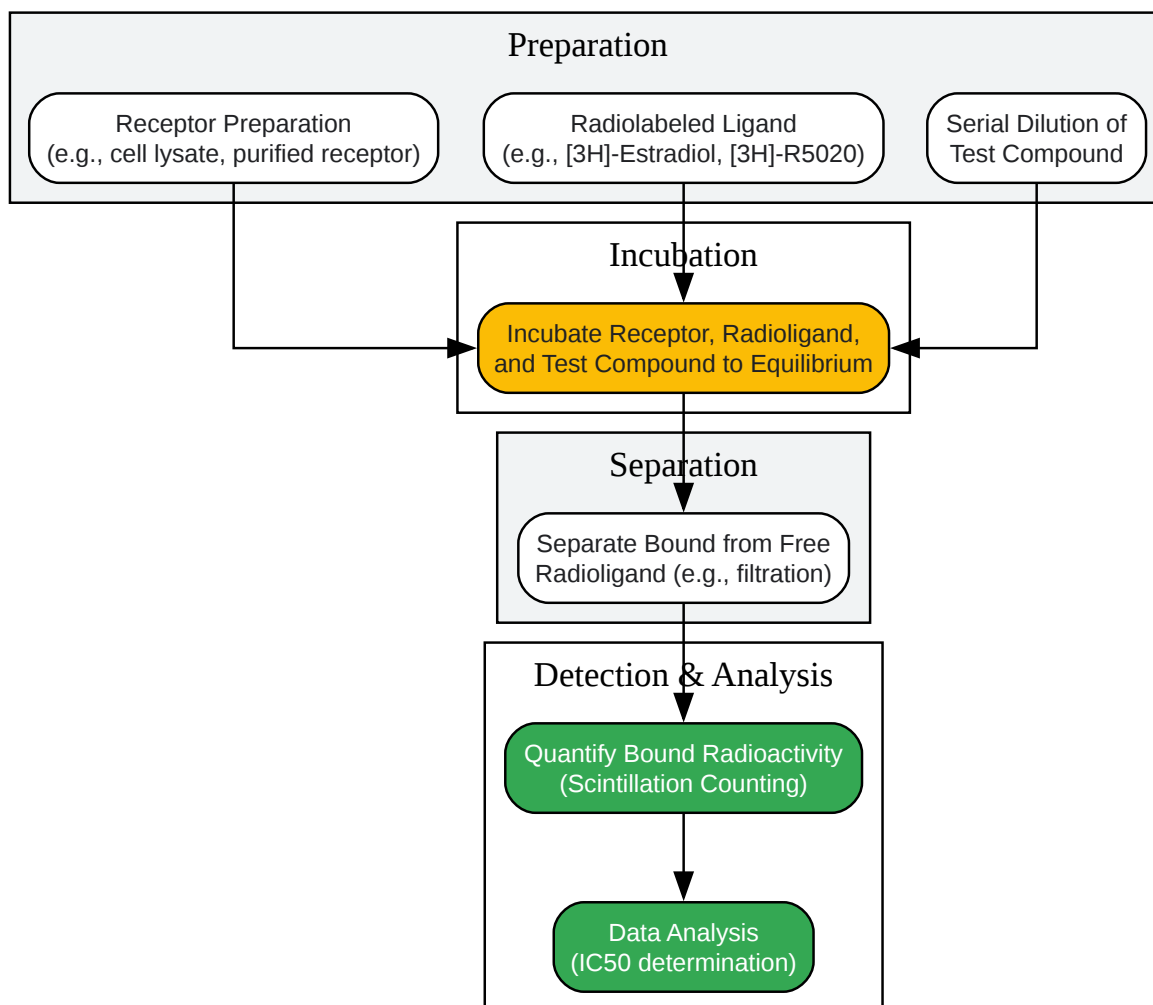 Preparation
Receptor Preparation
(e.g., cell lysate, purified receptor)
Radiolabeled Ligand
(e.g., [3H]-Estradiol, [3H]-R5020)
Serial Dilution of
Test Compound
Incubation
Incubate Receptor, Radioligand,
and Test Compound to Equilibrium
Separation
Separate Bound from Free
Radioligand (e.g., filtration)
Detection & Analysis
Quantify Bound Radioactivity
(Scintillation Counting)
Data Analysis
(IC50 determination)